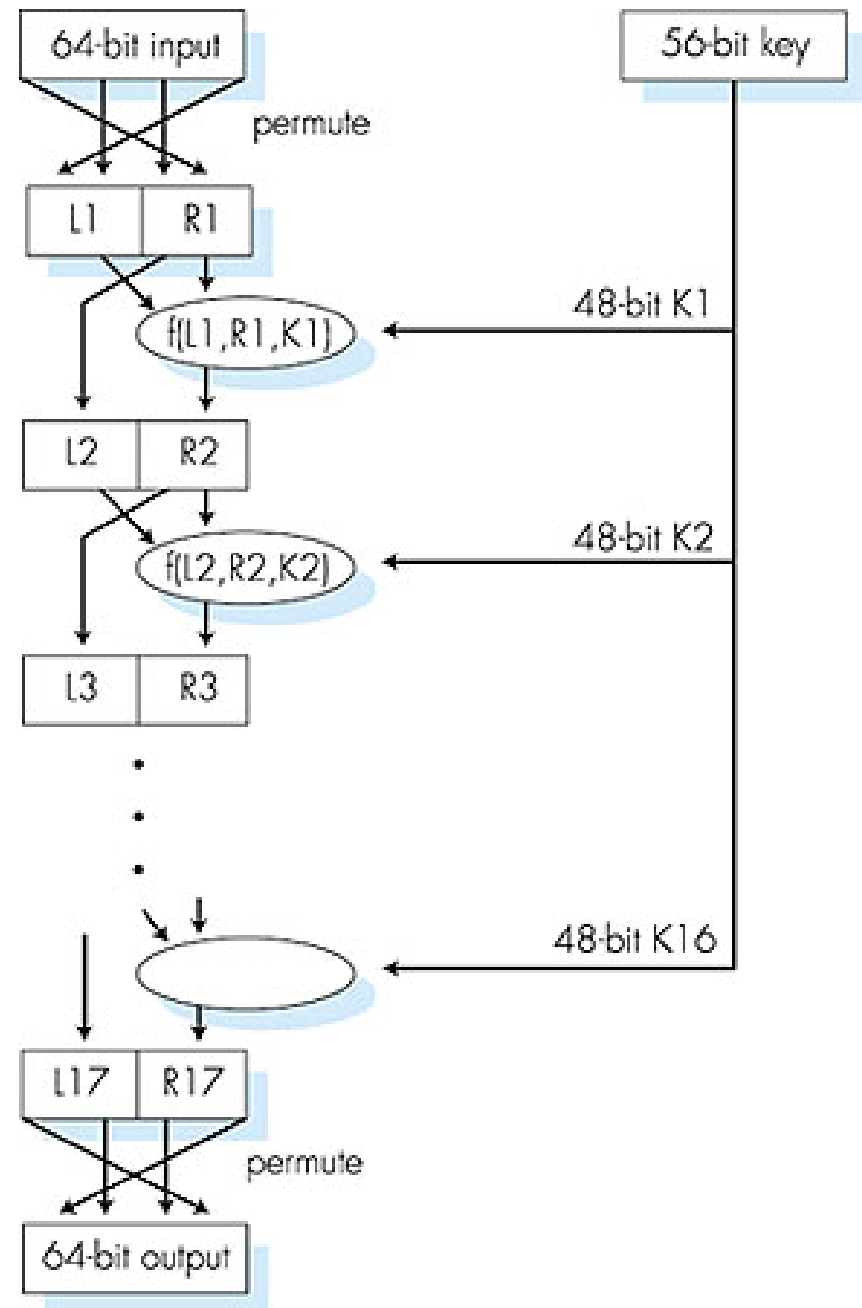 64-bit input
56-bit key
permute
L1 R1
48-bit K1
f(L1,R1,K1)
L2 R2
48-bit K2
f(L2,R2,K2)
L3 R3
48-bit K16
L17 R17
permute
64-bit output